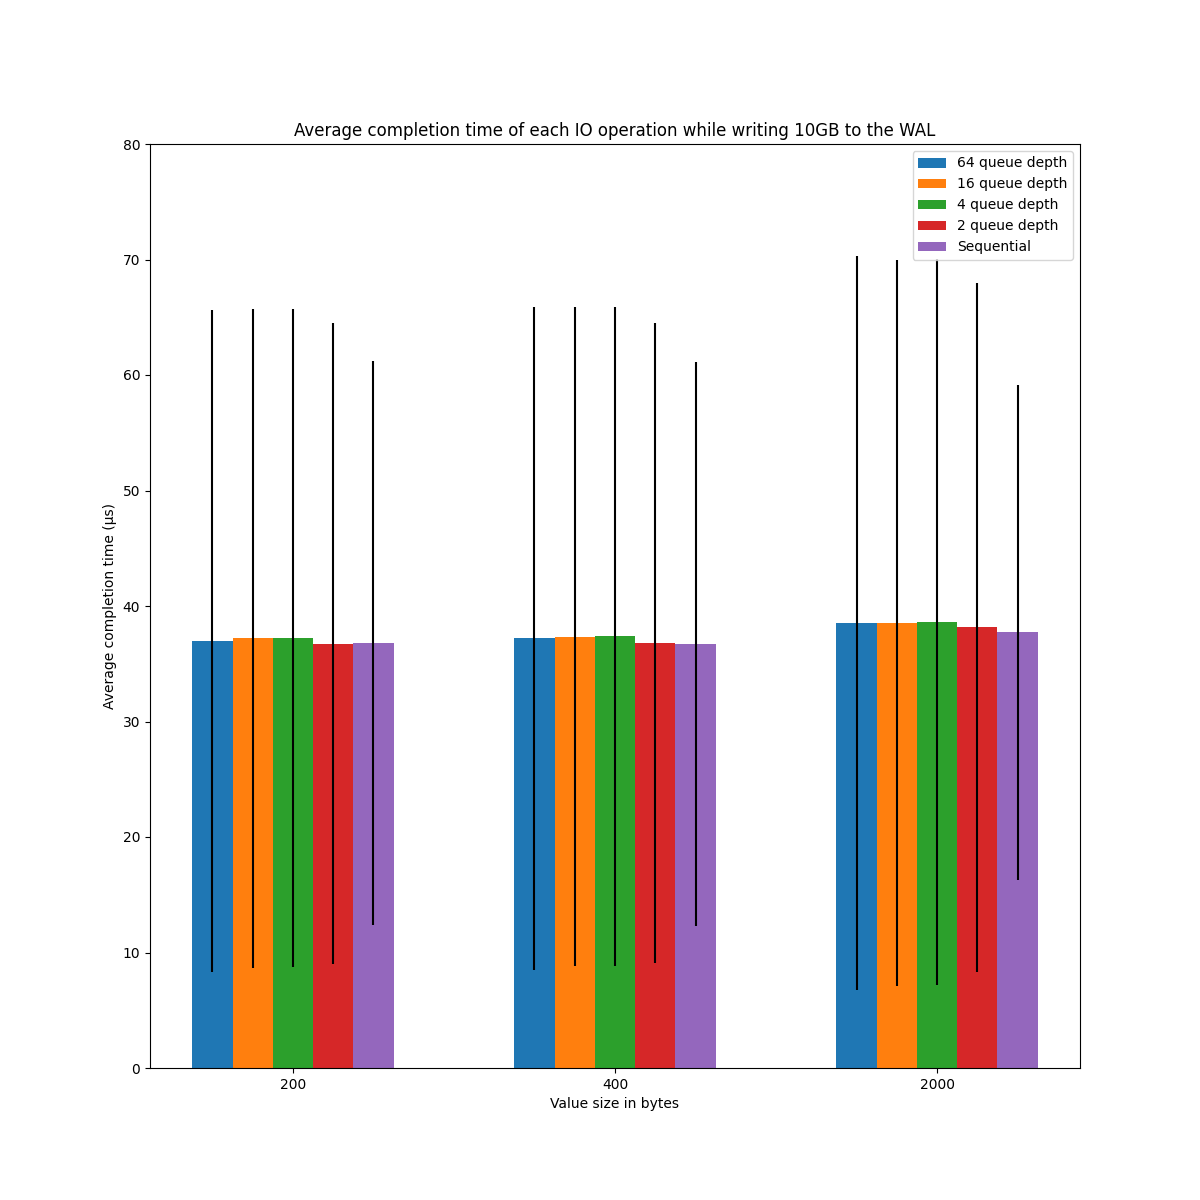 Average completion time of each IO operation while writing 10GB to the WAL
80
70
60
50
40
30
20
10
0
Average completion time (µs)
64 queue depth
16 queue depth
4 queue depth
2 queue depth
Sequential
200
400
2000
Value size in bytes